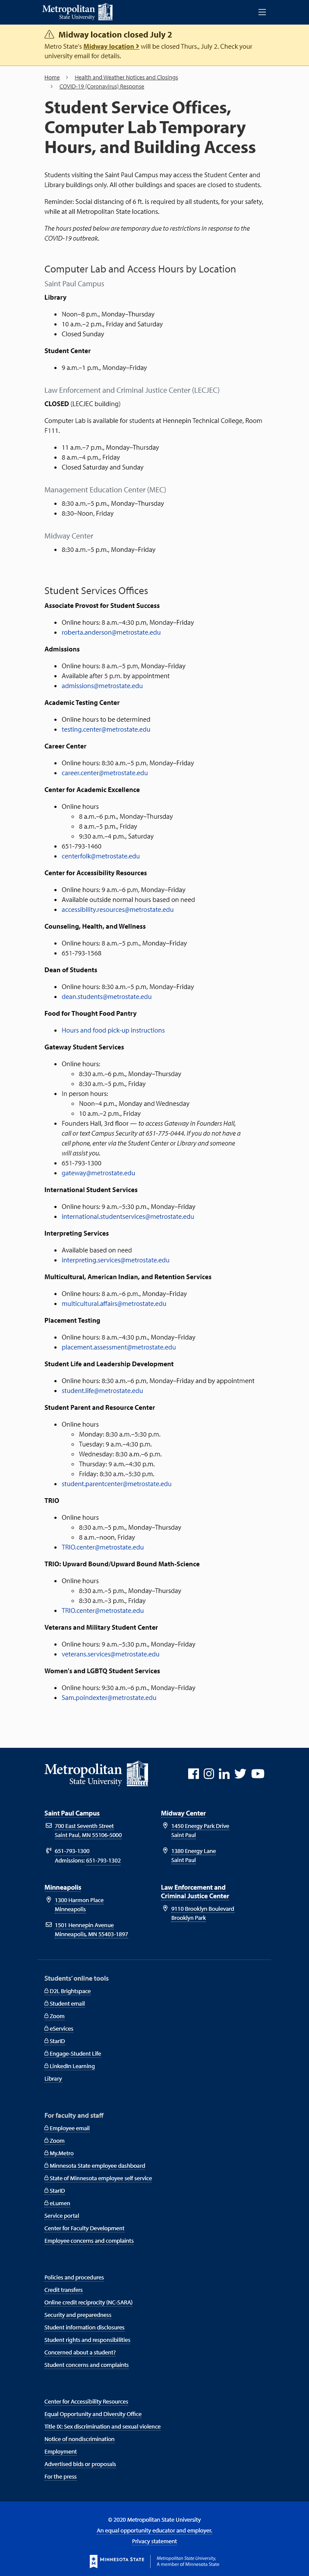 Metropolitan
State University
Midway location closed July 2
Metro State's Midway location > will be closed Thurs., July 2. Check your
university email for details.
Home › Health and Weather Notices and Closings
› COVID-19 (Coronavirus) Response
Student Service Offices,
Computer Lab Temporary
Hours, and Building Access
Students visiting the Saint Paul Campus may access the Student Center and
Library buildings only. All other buildings and spaces are closed to students.
Reminder: Social distancing of 6 ft. is required by all students, for your safety,
while at all Metropolitan State locations.
The hours posted below are temporary due to restrictions in response to the
COVID-19 outbreak.
Computer Lab and Access Hours by Location
Saint Paul Campus
Library
• Noon–8 p.m., Monday–Thursday
• 10 a.m.–2 p.m., Friday and Saturday
• Closed Sunday
Student Center
• 9 a.m.–1 p.m., Monday–Friday
Law Enforcement and Criminal Justice Center (LECJEC)
CLOSED (LECJEC building)
Computer Lab is available for students at Hennepin Technical College, Room
F111.
• 11 a.m.–7 p.m., Monday–Thursday
• 8 a.m.–4 p.m., Friday
• Closed Saturday and Sunday
Management Education Center (MEC)
• 8:30 a.m.–5 p.m., Monday–Thursday
• 8:30–Noon, Friday
Midway Center
• 8:30 a.m.–5 p.m., Monday–Friday
Student Services Offices
Associate Provost for Student Success
• Online hours: 8 a.m.–4:30 p.m, Monday–Friday
• roberta.anderson@metrostate.edu
Admissions
• Online hours: 8 a.m.–5 p.m, Monday–Friday
• Available after 5 p.m. by appointment
• admissions@metrostate.edu
Academic Testing Center
• Online hours to be determined
• testing.center@metrostate.edu
Career Center
• Online hours: 8:30 a.m.–5 p.m, Monday–Friday
• career.center@metrostate.edu
Center for Academic Excellence
• Online hours
◦ 8 a.m.–6 p.m., Monday–Thursday
◦ 8 a.m.–5 p.m., Friday
◦ 9:30 a.m.–4 p.m., Saturday
• 651-793-1460
• centerfolk@metrostate.edu
Center for Accessibility Resources
• Online hours: 9 a.m.–6 p.m, Monday–Friday
• Available outside normal hours based on need
• accessibility.resources@metrostate.edu
Counseling, Health, and Wellness
• Online hours: 8 a.m.–5 p.m., Monday–Friday
• 651-793-1568
Dean of Students
• Online hours: 8:30 a.m.–5 p.m., Monday–Friday
• dean.students@metrostate.edu
Food for Thought Food Pantry
• Hours and food pick-up instructions
Gateway Student Services
• Online hours:
◦ 8:30 a.m.–6 p.m., Monday–Thursday
◦ 8:30 a.m.–5 p.m., Friday
• In person hours:
◦ Noon–4 p.m., Monday and Wednesday
◦ 10 a.m.–2 p.m., Friday
• Founders Hall, 3rd floor — to access Gateway in Founders Hall,
call or text Campus Security at 651-775-0444. If you do not have a
cell phone, enter via the Student Center or Library and someone
will assist you.
• 651-793-1300
• gateway@metrostate.edu
International Student Services
• Online hours: 9 a.m.–5:30 p.m., Monday–Friday
• international.studentservices@metrostate.edu
Interpreting Services
• Available based on need
• interpreting.services@metrostate.edu
Multicultural, American Indian, and Retention Services
• Online hours: 8 a.m.–6 p.m., Monday–Friday
• multicultural.affairs@metrostate.edu
Placement Testing
• Online hours: 8 a.m.–4:30 p.m., Monday–Friday
• placement.assessment@metrostate.edu
Student Life and Leadership Development
• Online hours: 8:30 a.m.–6 p.m, Monday–Friday and by appointment
• student.life@metrostate.edu
Student Parent and Resource Center
• Online hours
◦ Monday: 8:30 a.m.–5:30 p.m.
◦ Tuesday: 9 a.m.–4:30 p.m.
◦ Wednesday: 8:30 a.m.–6 p.m.
◦ Thursday: 9 a.m.–4:30 p.m.
◦ Friday: 8:30 a.m.–5:30 p.m.
• student.parentcenter@metrostate.edu
TRIO
• Online hours
◦ 8:30 a.m.–5 p.m., Monday–Thursday
◦ 8 a.m.–noon, Friday
• TRIO.center@metrostate.edu
TRIO: Upward Bound/Upward Bound Math-Science
• Online hours
◦ 8:30 a.m.–5 p.m., Monday–Thursday
◦ 8:30 a.m.–3 p.m., Friday
• TRIO.center@metrostate.edu
Veterans and Military Student Center
• Online hours: 9 a.m.–5:30 p.m., Monday–Friday
• veterans.services@metrostate.edu
Women's and LGBTQ Student Services
• Online hours: 9:30 a.m.–6 p.m., Monday–Friday
• Sam.poindexter@metrostate.edu
Metropolitan
State University
Saint Paul Campus
700 East Seventh Street
Saint Paul, MN 55106-5000
651-793-1300
Admissions: 651-793-1302
Midway Center
1450 Energy Park Drive
Saint Paul
1380 Energy Lane
Saint Paul
Minneapolis
1300 Harmon Place
Minneapolis
1501 Hennepin Avenue
Minneapolis, MN 55403-1897
Law Enforcement and
Criminal Justice Center
9110 Brooklyn Boulevard
Brooklyn Park
Students' online tools
D2L Brightspace
Student email
Zoom
eServices
StarID
Engage-Student Life
LinkedIn Learning
Library
For faculty and staff
Employee email
Zoom
My.Metro
Minnesota State employee dashboard
State of Minnesota employee self service
StarID
eLumen
Service portal
Center for Faculty Development
Employee concerns and complaints
Policies and procedures
Credit transfers
Online credit reciprocity (NC-SARA)
Security and preparedness
Student information disclosures
Student rights and responsibilities
Concerned about a student?
Student concerns and complaints
Center for Accessibility Resources
Equal Opportunity and Diversity Office
Title IX: Sex discrimination and sexual violence
Notice of nondiscrimination
Employment
Advertised bids or proposals
For the press
© 2020 Metropolitan State University
An equal opportunity educator and employer.
Privacy statement
MINNESOTA STATE
Metropolitan State University,
A member of Minnesota State